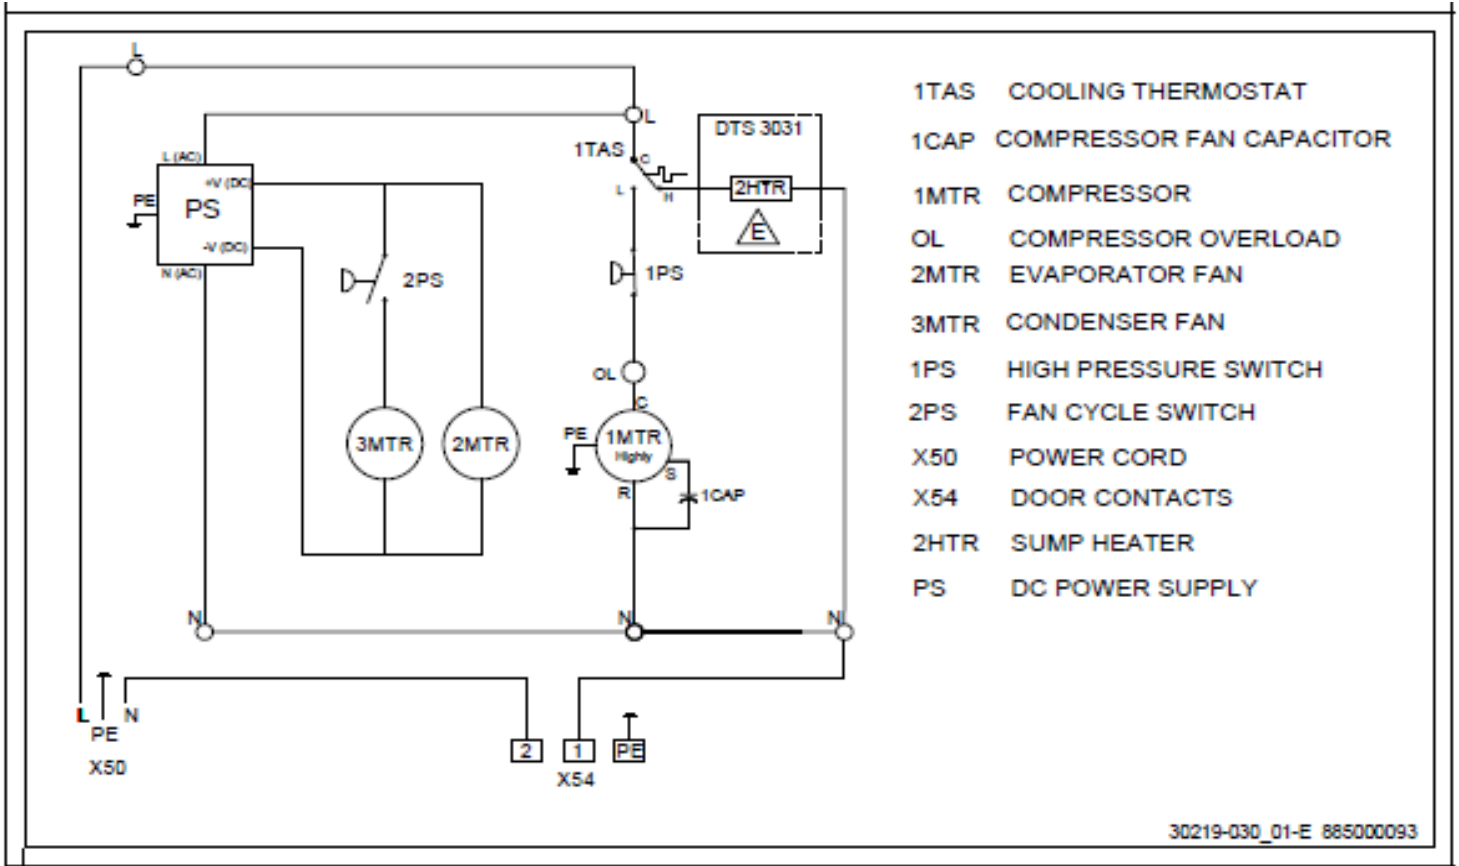 L
L
DTS 3031
1TAS
C
L
H
2HTR
E
L (AC)
+V (DC)
PE
PS
-V (DC)
N (AC)
2PS
1PS
OL
C
3MTR
2MTR
PE
1MTR
Highly
S
R
1CAP
N
N
N
L
PE
N
X50
2
1
PE
X54
1TAS COOLING THERMOSTAT
1CAP COMPRESSOR FAN CAPACITOR
1MTR COMPRESSOR
OL COMPRESSOR OVERLOAD
2MTR EVAPORATOR FAN
3MTR CONDENSER FAN
1PS HIGH PRESSURE SWITCH
2PS FAN CYCLE SWITCH
X50 POWER CORD
X54 DOOR CONTACTS
2HTR SUMP HEATER
PS DC POWER SUPPLY
30219-030_01-E 885000093